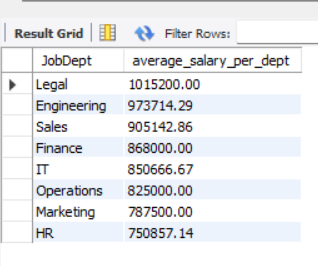 Result Grid Filter Rows:
JobDept average_salary_per_dept
Legal 1015200.00
Engineering 973714.29
Sales 905142.86
Finance 868000.00
IT 850666.67
Operations 825000.00
Marketing 787500.00
HR 750857.14